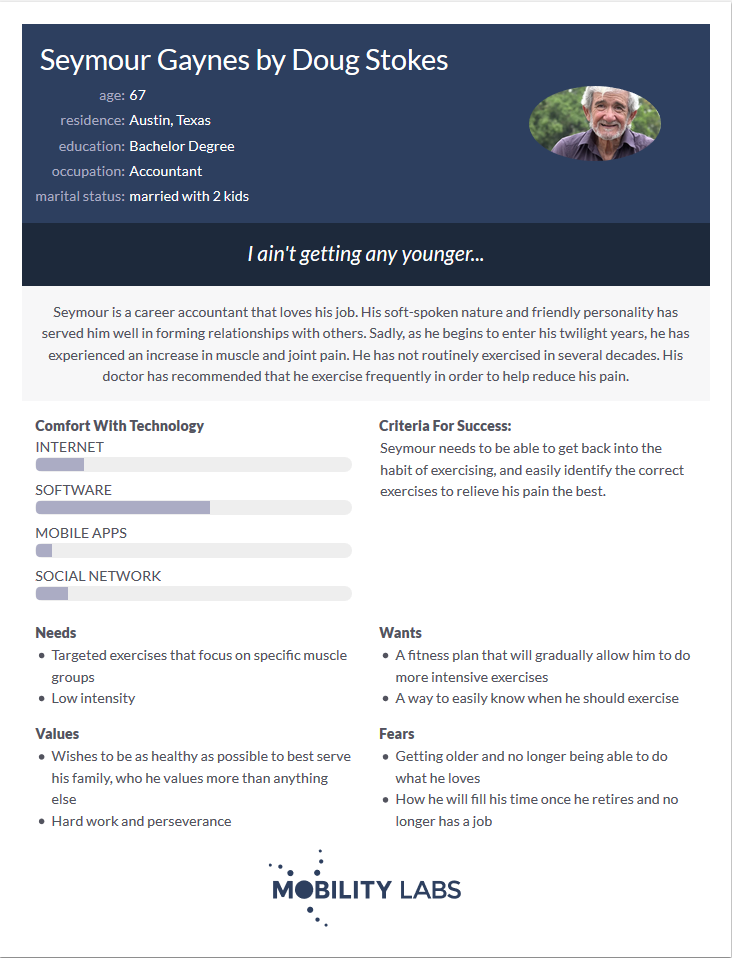 Seymour Gaynes by Doug Stokes
age: 67
residence: Austin, Texas
education: Bachelor Degree
occupation: Accountant
marital status: married with 2 kids
I ain't getting any younger...
Seymour is a career accountant that loves his job. His soft-spoken nature and friendly personality has
served him well in forming relationships with others. Sadly, as he begins to enter his twilight years, he has
experienced an increase in muscle and joint pain. He has not routinely exercised in several decades. His
doctor has recommended that he exercise frequently in order to help reduce his pain.
Comfort With Technology
INTERNET
SOFTWARE
MOBILE APPS
SOCIAL NETWORK
Criteria For Success:
Seymour needs to be able to get back into the
habit of exercising, and easily identify the correct
exercises to relieve his pain the best.
Needs
• Targeted exercises that focus on specific muscle
groups
• Low intensity
Wants
• A fitness plan that will gradually allow him to do
more intensive exercises
• A way to easily know when he should exercise
Values
• Wishes to be as healthy as possible to best serve
his family, who he values more than anything
else
• Hard work and perseverance
Fears
• Getting older and no longer being able to do
what he loves
• How he will fill his time once he retires and no
longer has a job
MOBILITY LABS